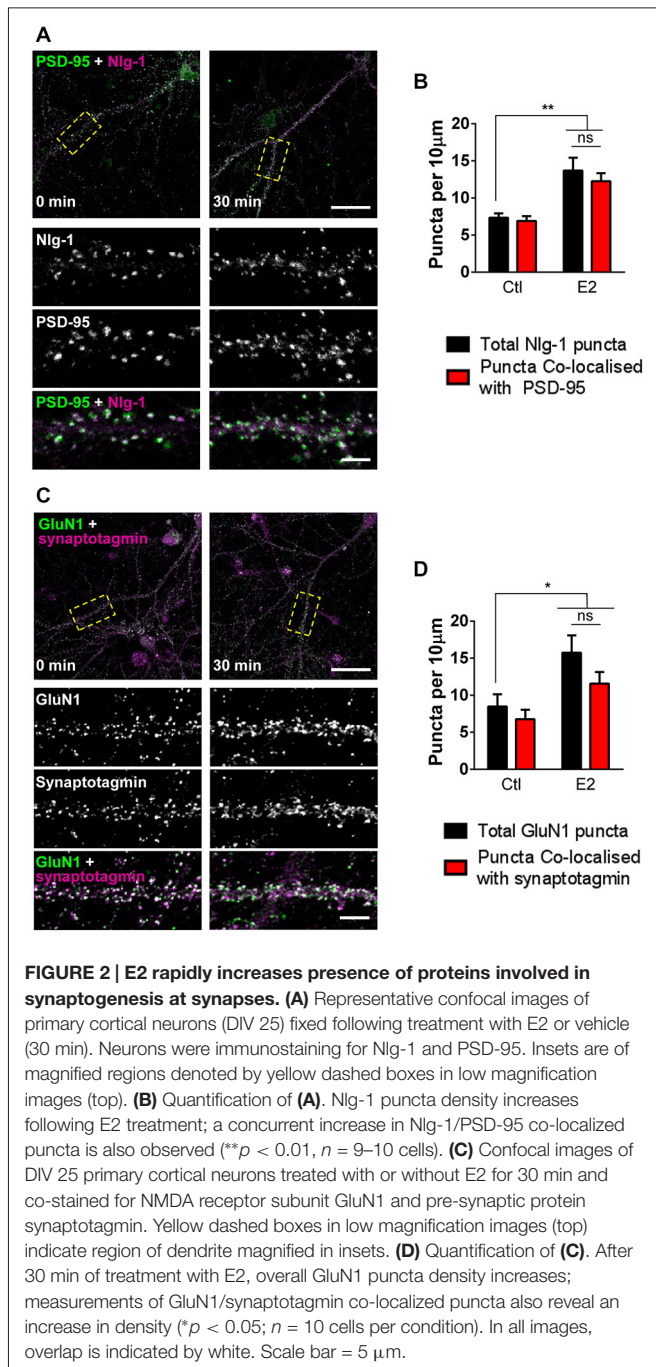 A
PSD-95 + Nlg-1
0 min
30 min
Nlg-1
PSD-95
PSD-95 + Nlg-1
B
Puncta per 10μm
20
15
10
5
0
**
ns
Ctl
E2
Total Nlg-1 puncta
Puncta Co-localised
with PSD-95
C
GluN1 +
synaptotagmin
0 min
30 min
GluN1
Synaptotagmin
GluN1 +
synaptotagmin
D
Puncta per 10μm
20
15
10
5
0
*
ns
Ctl
E2
Total GluN1 puncta
Puncta Co-localised
with synaptotagmin
FIGURE 2 | E2 rapidly increases presence of proteins involved in
synaptogenesis at synapses. (A) Representative confocal images of
primary cortical neurons (DIV 25) fixed following treatment with E2 or vehicle
(30 min). Neurons were immunostaining for Nlg-1 and PSD-95. Insets are of
magnified regions denoted by yellow dashed boxes in low magnification
images (top). (B) Quantification of (A). Nlg-1 puncta density increases
following E2 treatment; a concurrent increase in Nlg-1/PSD-95 co-localized
puncta is also observed (**p < 0.01, n = 9–10 cells). (C) Confocal images of
DIV 25 primary cortical neurons treated with or without E2 for 30 min and
co-stained for NMDA receptor subunit GluN1 and pre-synaptic protein
synaptotagmin. Yellow dashed boxes in low magnification images (top)
indicate region of dendrite magnified in insets. (D) Quantification of (C). After
30 min of treatment with E2, overall GluN1 puncta density increases;
measurements of GluN1/synaptotagmin co-localized puncta also reveal an
increase in density (*p < 0.05; n = 10 cells per condition). In all images,
overlap is indicated by white. Scale bar = 5 μm.